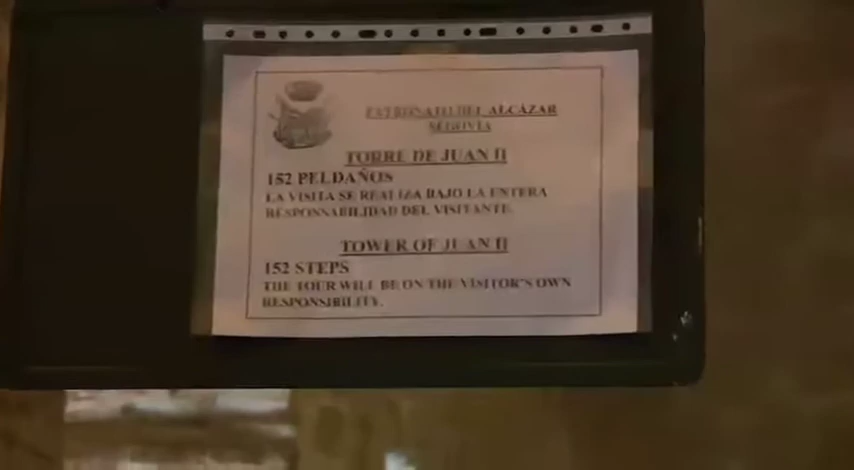 PATRONATO DEL ALCÁZAR
SEGOVIA
TORRE DE JUAN II
152 PELDAÑOS
LA VISITA SE REALIZA BAJO LA ENTERA
RESPONSABILIDAD DEL VISITANTE.
TOWER OF JUAN II
152 STEPS
THE TOUR WILL BE ON THE VISITOR'S OWN
RESPONSIBILITY.